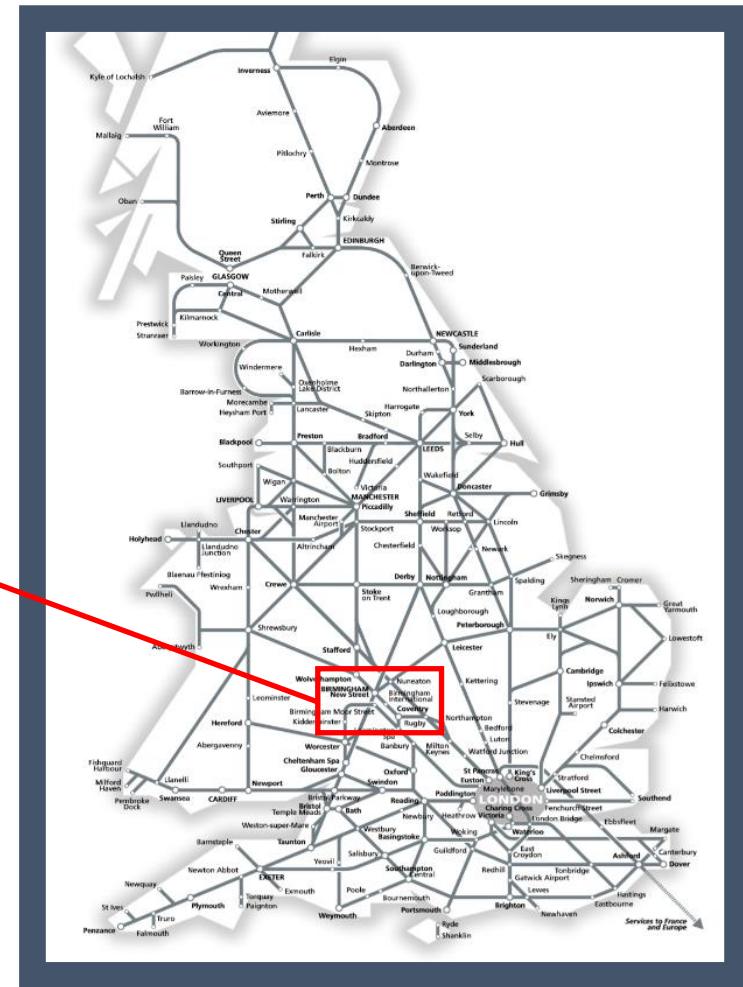 Elgin
Inverness
Kyle of Lochalsh
Aviemore
Fort
William
Aberdeen
Mallaig
Pitlochry
Montrose
Perth
Dundee
Oban
Kirkcaldy
Stirling
EDINBURGH
Queen
Street
Falkirk
Berwick-
upon-Tweed
Paisley
GLASGOW
Central
Motherwell
Kilmarnock
Prestwick
Stranraer
Carlisle
NEWCASTLE
Workington
Hexham
Sunderland
Durham
Darlington
Middlesbrough
Windermere
Oxenholme
Lake District
Scarborough
Barrow-in-Furness
Northallerton
Morecambe
Heysham Port
Lancaster
Harrogate
Skipton
York
Preston
Bradford
Selby
Blackpool
Blackburn
LEEDS
Hull
Huddersfield
Southport
Bolton
Wakefield
Wigan
Victoria
Doncaster
Grimsby
LIVERPOOL
Warrington
MANCHESTER
Piccadilly
Manchester
Airport
Sheffield
Retford
Lincoln
Llandudno
Chester
Stockport
Worksop
Holyhead
Llandudno
Junction
Altrincham
Chesterfield
Newark
Skegness
Blaenau Ffestiniog
Wrexham
Crewe
Derby
Nottingham
Spalding
Sheringham
Cromer
Pwllheli
Stoke
on Trent
Grantham
Kings
Lynn
Norwich
Great
Yarmouth
Loughborough
Shrewsbury
Peterborough
Ely
Lowestoft
Stafford
Leicester
Wolverhampton
Nuneaton
Cambridge
BIRMINGHAM
New Street
Birmingham
International
Kettering
Ipswich
Felixstowe
Leominster
Birmingham Moor Street
Coventry
Stevenage
Stansted
Airport
Harwich
Hereford
Kidderminster
Rugby
Northampton
Bedford
Colchester
Spa
Luton
Abergavenny
Worcester
Banbury
Milton
Keynes
Watford Junction
Chelmsford
Fishguard
Harbour
Cheltenham Spa
Gloucester
Oxford
St Pancras
Euston
King's
Cross
Stratford
Milford
Haven
Llanelli
Newport
Swindon
Marylebone
Liverpool Street
Pembroke
Dock
Swansea
CARDIFF
Bristol Parkway
Paddington
LONDON
Southend
Bristol
Temple Meads
Bath
Reading
Charing Cross
Fenchurch Street
Newbury
Heathrow
Victoria
London Bridge
Ebbsfleet
Weston-super-Mare
Westbury
Basingstoke
Woking
Waterloo
Margate
Barnstaple
Taunton
Salisbury
Guildford
East
Croydon
Canterbury
Yeovil
Ashford
Dover
Newton Abbot
EXETER
Southampton
Central
Redhill
Tonbridge
Gatwick Airport
Newquay
Exmouth
Poole
Lewes
Hastings
St Ives
Plymouth
Torquay
Paignton
Bournemouth
Portsmouth
Brighton
Eastbourne
Truro
Weymouth
Newhaven
Penzance
Falmouth
Ryde
Shanklin
Services to France
and Europe